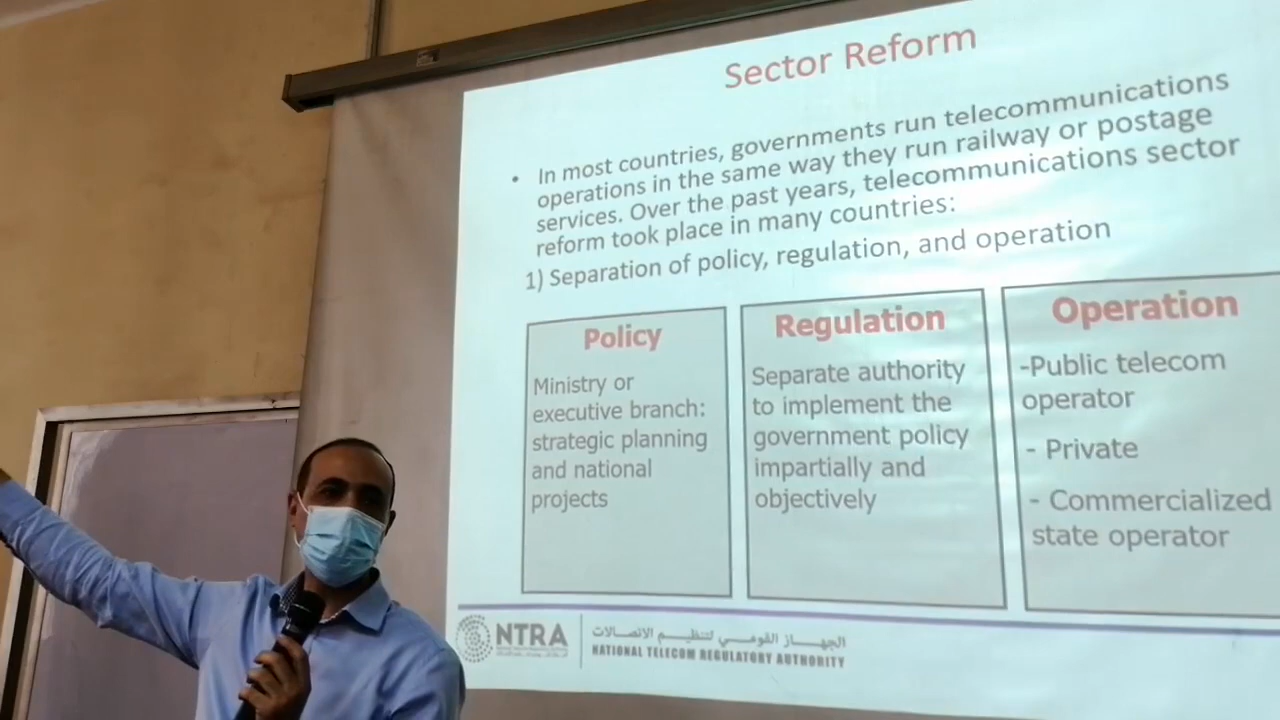 Sector Reform
• In most countries, governments run telecommunications
operations in the same way they run railway or postage
services. Over the past years, telecommunications sector
reform took place in many countries:
1) Separation of policy, regulation, and operation
Policy
Ministry or
executive branch:
strategic planning
and national
projects
Regulation
Separate authority
to implement the
government policy
impartially and
objectively
Operation
-Public telecom
operator
- Private
- Commercialized
state operator
NTRA
الجهاز القومي لتنظيم الاتصالات
NATIONAL TELECOM REGULATORY AUTHORITY